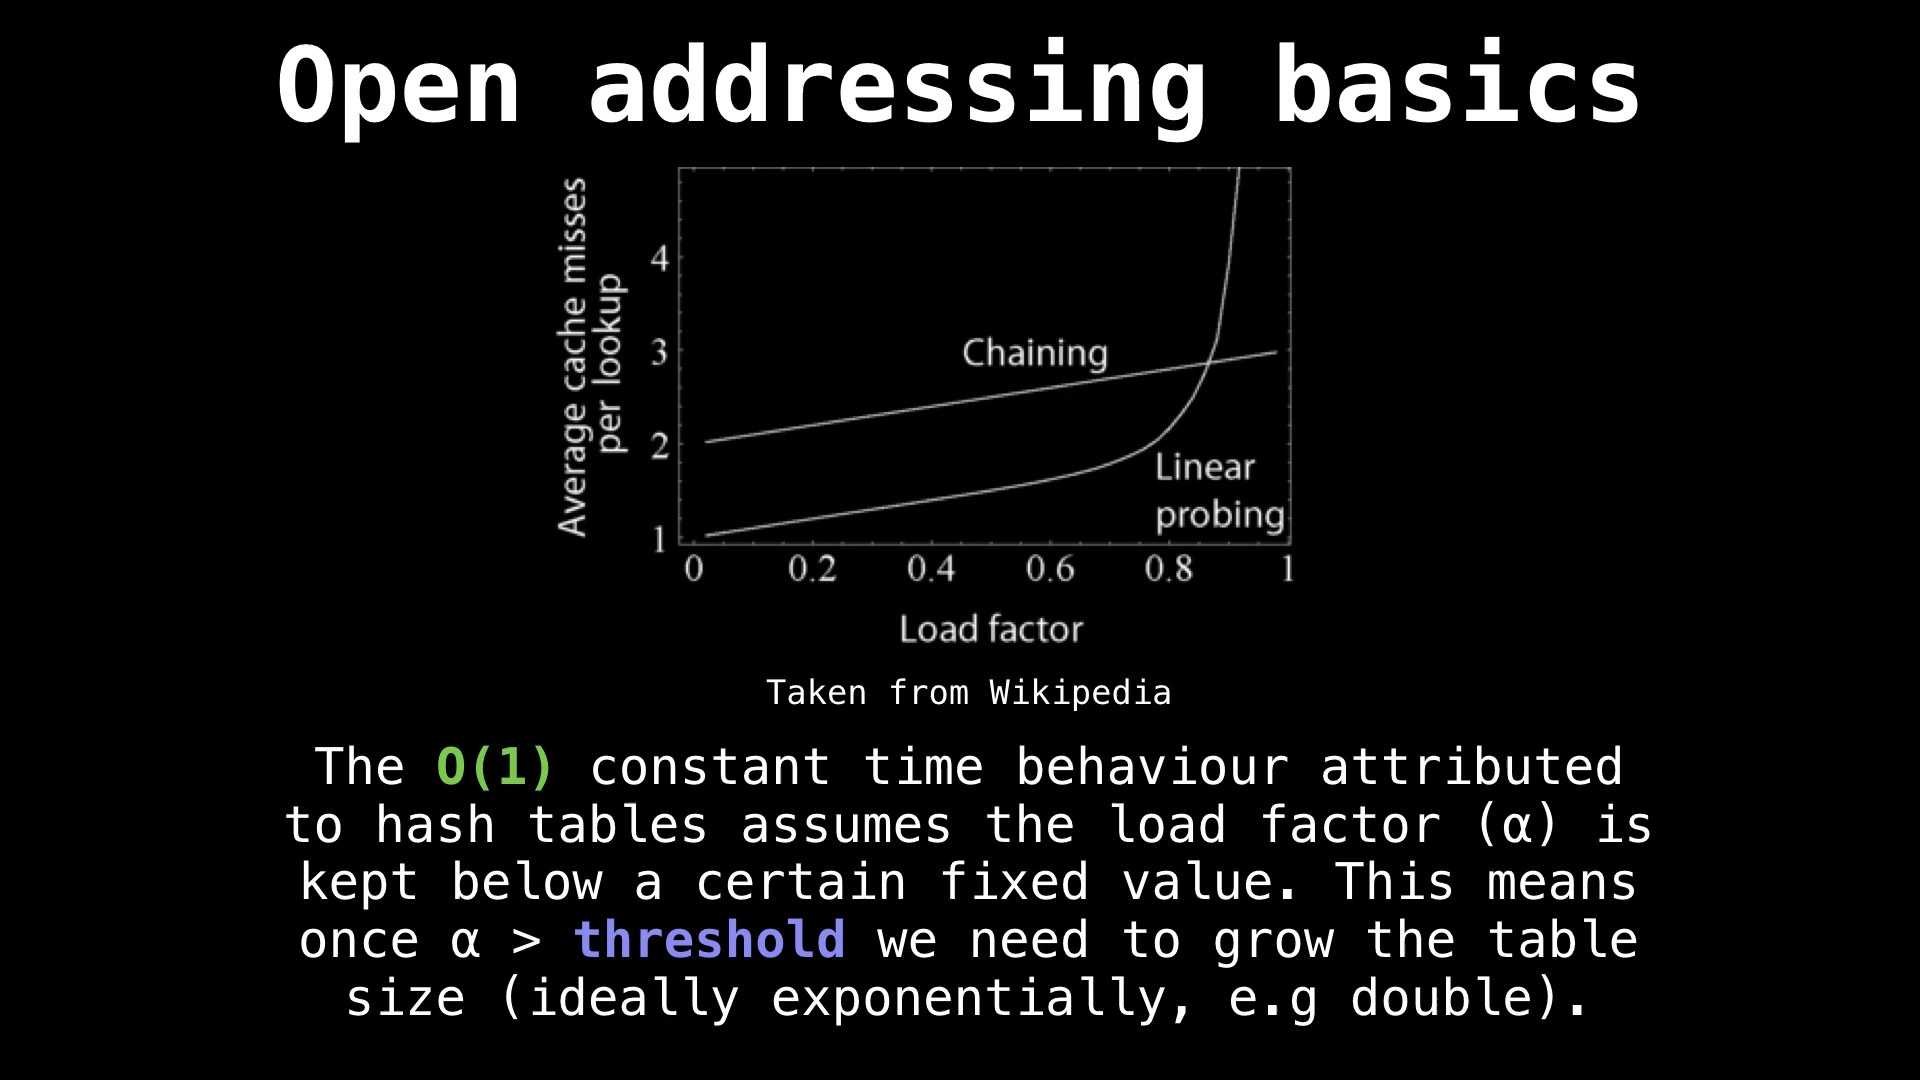 Open addressing basics
Average cache misses
per lookup
4
3
2
1
Chaining
Linear
probing
0 0.2 0.4 0.6 0.8 1
Load factor
Taken from Wikipedia
The O(1) constant time behaviour attributed
to hash tables assumes the load factor (α) is
kept below a certain fixed value. This means
once α > threshold we need to grow the table
size (ideally exponentially, e.g double).